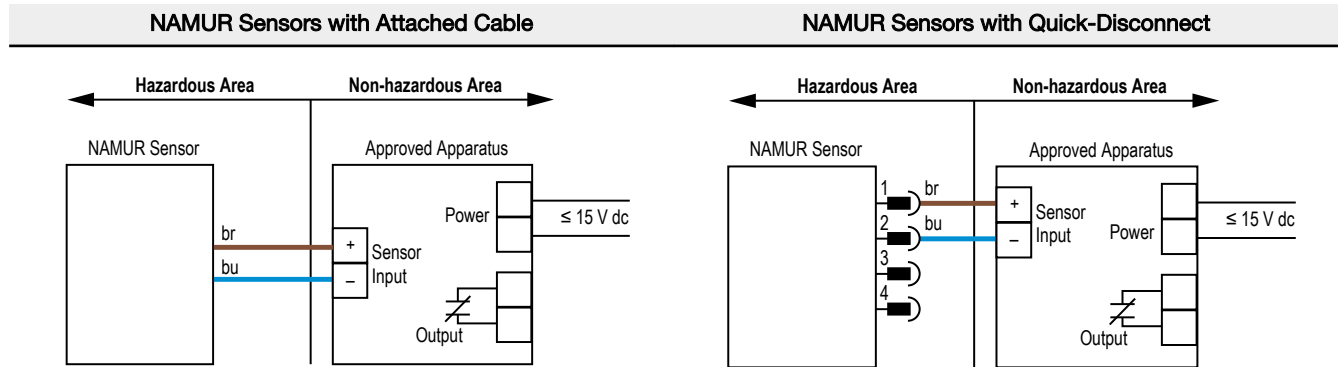 NAMUR Sensors with Attached Cable
Hazardous Area
Non-hazardous Area
NAMUR Sensor
Approved Apparatus
br
bu
+
–
Sensor
Input
Power
≤ 15 V dc
Output
NAMUR Sensors with Quick-Disconnect
Hazardous Area
Non-hazardous Area
NAMUR Sensor
Approved Apparatus
1
br
2
bu
3
4
+
–
Sensor
Input
Power
≤ 15 V dc
Output